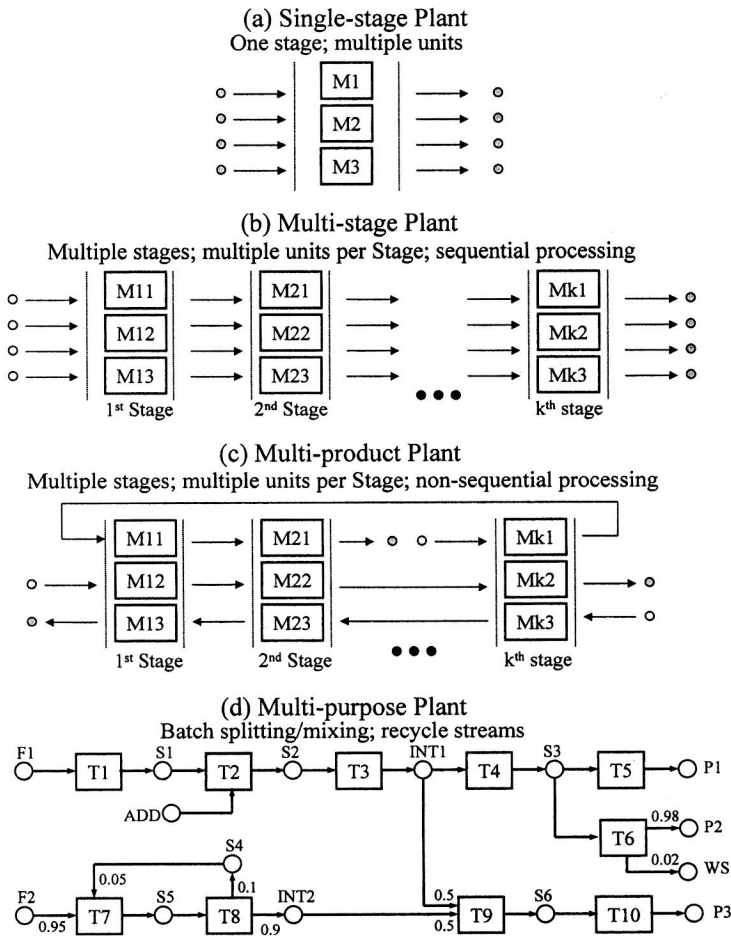 (a) Single-stage Plant
One stage; multiple units
M1
M2
M3
(b) Multi-stage Plant
Multiple stages; multiple units per Stage; sequential processing
M11 M21 Mk1
M12 M22 Mk2
M13 M23 Mk3
1st Stage 2nd Stage kth stage
(c) Multi-product Plant
Multiple stages; multiple units per Stage; non-sequential processing
M11 M21 Mk1
M12 M22 Mk2
M13 M23 Mk3
1st Stage 2nd Stage kth stage
(d) Multi-purpose Plant
Batch splitting/mixing; recycle streams
F1 S1 S2 INT1 S3
T1 T2 T3 T4 T5 P1
ADD
0.98 P2
T6
0.02 WS
S4
0.05 0.1
F2 S5 INT2 0.5 S6
T7 T8 T9 T10 P3
0.95 0.9 0.5